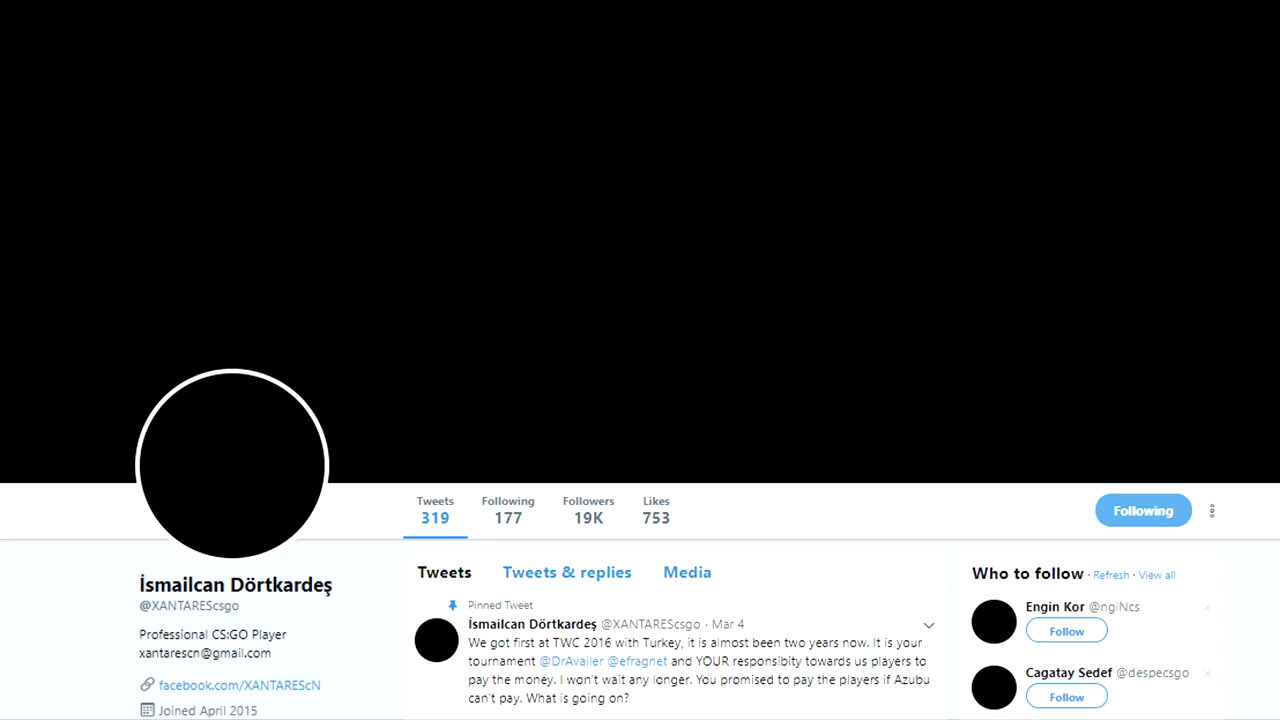 Tweets Following Followers Likes
319 177 19K 753
Following
İsmailcan Dörtkardeş
@XANTAREScsgo
Professional CS:GO Player
xantarescn@gmail.com
facebook.com/XANTAREScN
Joined April 2015
Tweets Tweets & replies Media
Pinned Tweet
İsmailcan Dörtkardeş @XANTAREScsgo · Mar 4
We got first at TWC 2016 with Turkey, it is almost been two years now. It is your
tournament @DrAvailer @efragnet and YOUR responsibity towards us players to
pay the money. I won't wait any longer. You promised to pay the players if Azubu
can't pay. What is going on?
Who to follow · Refresh · View all
Engin Kor @ngiNcs
Follow
Cagatay Sedef @despecsgo
Follow